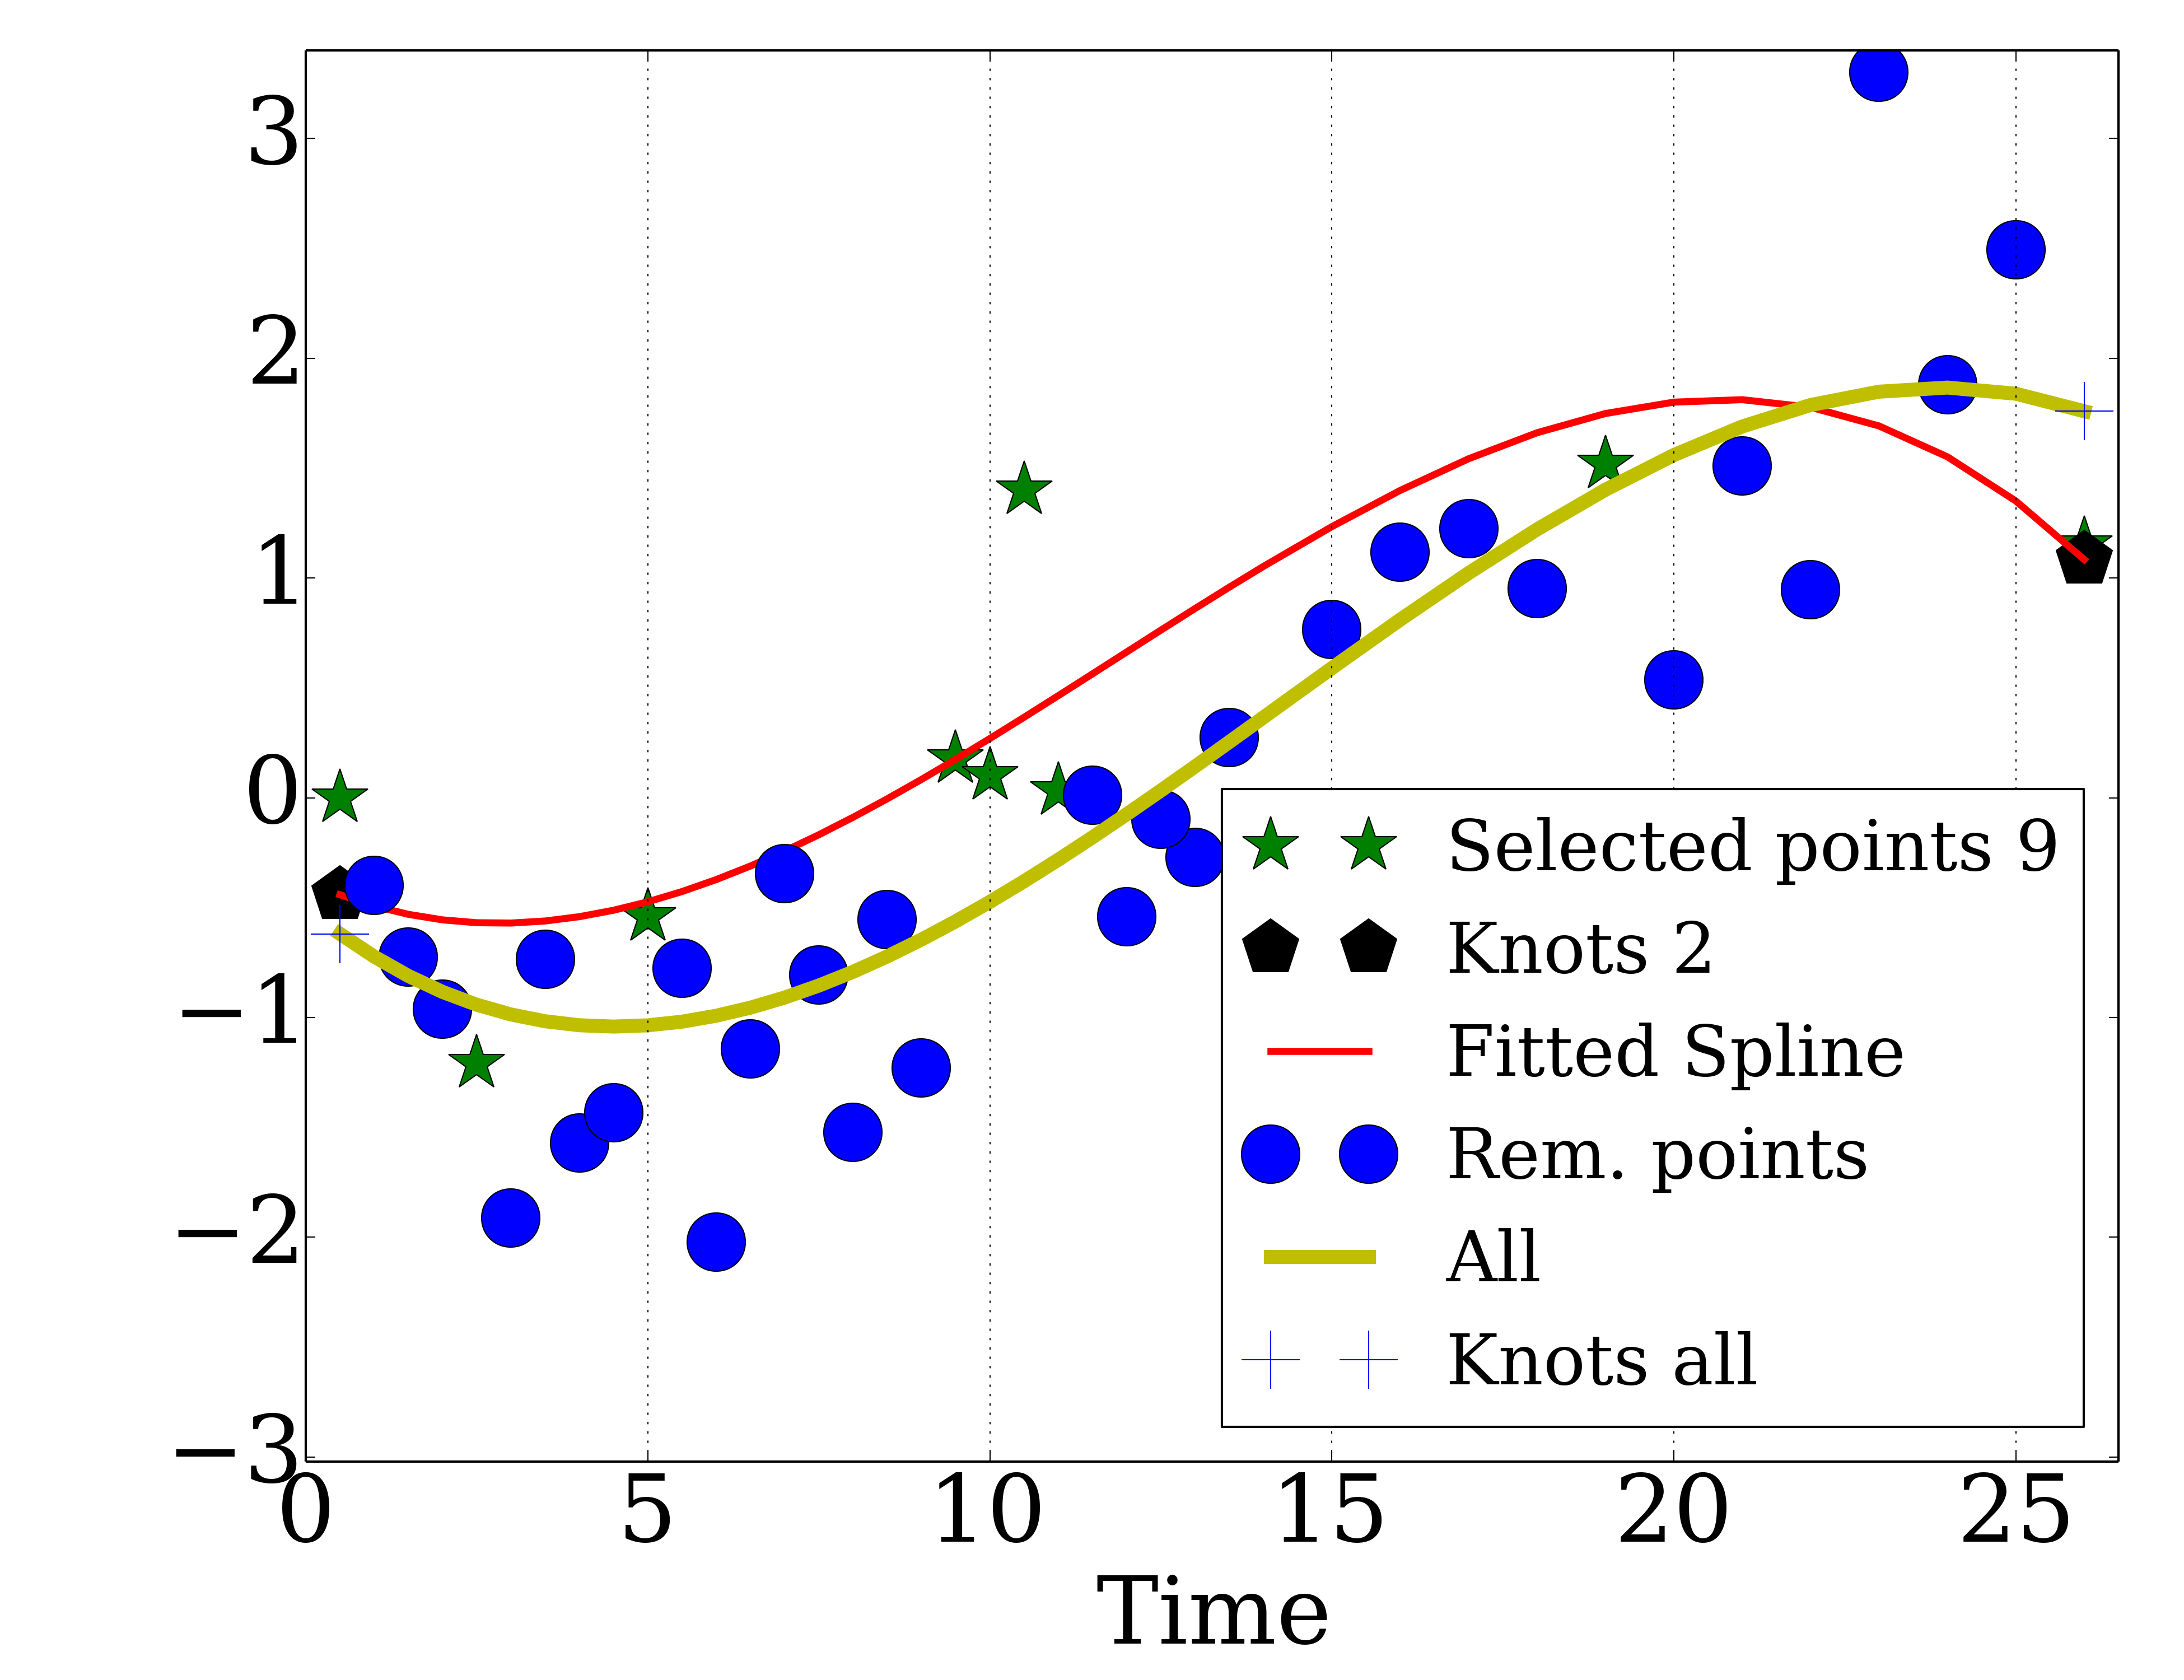 3
2
1
0
−1
−2
−3
Selected points 9
Knots 2
Fitted Spline
Rem. points
All
Knots all
0 5 10 15 20 25
Time